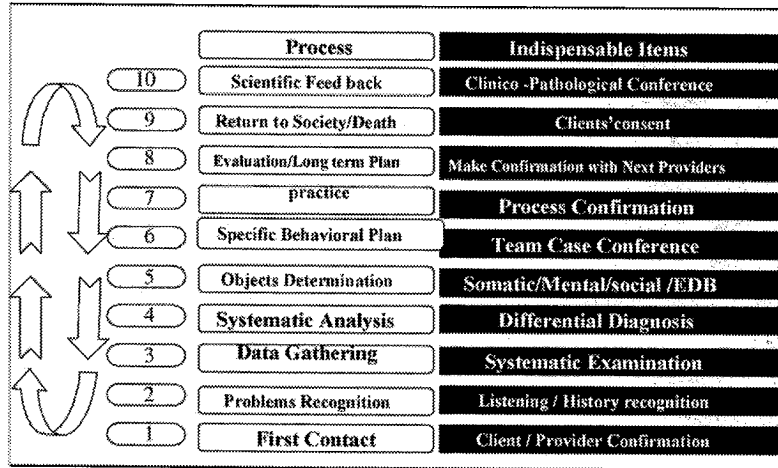 Process Indispensable Items
10 Scientific Feed back Clinico -Pathological Conference
9 Return to Society/Death Clients'consent
8 Evaluation/Long term Plan Make Confirmation with Next Providers
7 practice Process Confirmation
6 Specific Behavioral Plan Team Case Conference
5 Objects Determination Somatic/Mental/social /EDB
4 Systematic Analysis Differential Diagnosis
3 Data Gathering Systematic Examination
2 Problems Recognition Listening / History recognition
1 First Contact Client / Provider Confirmation